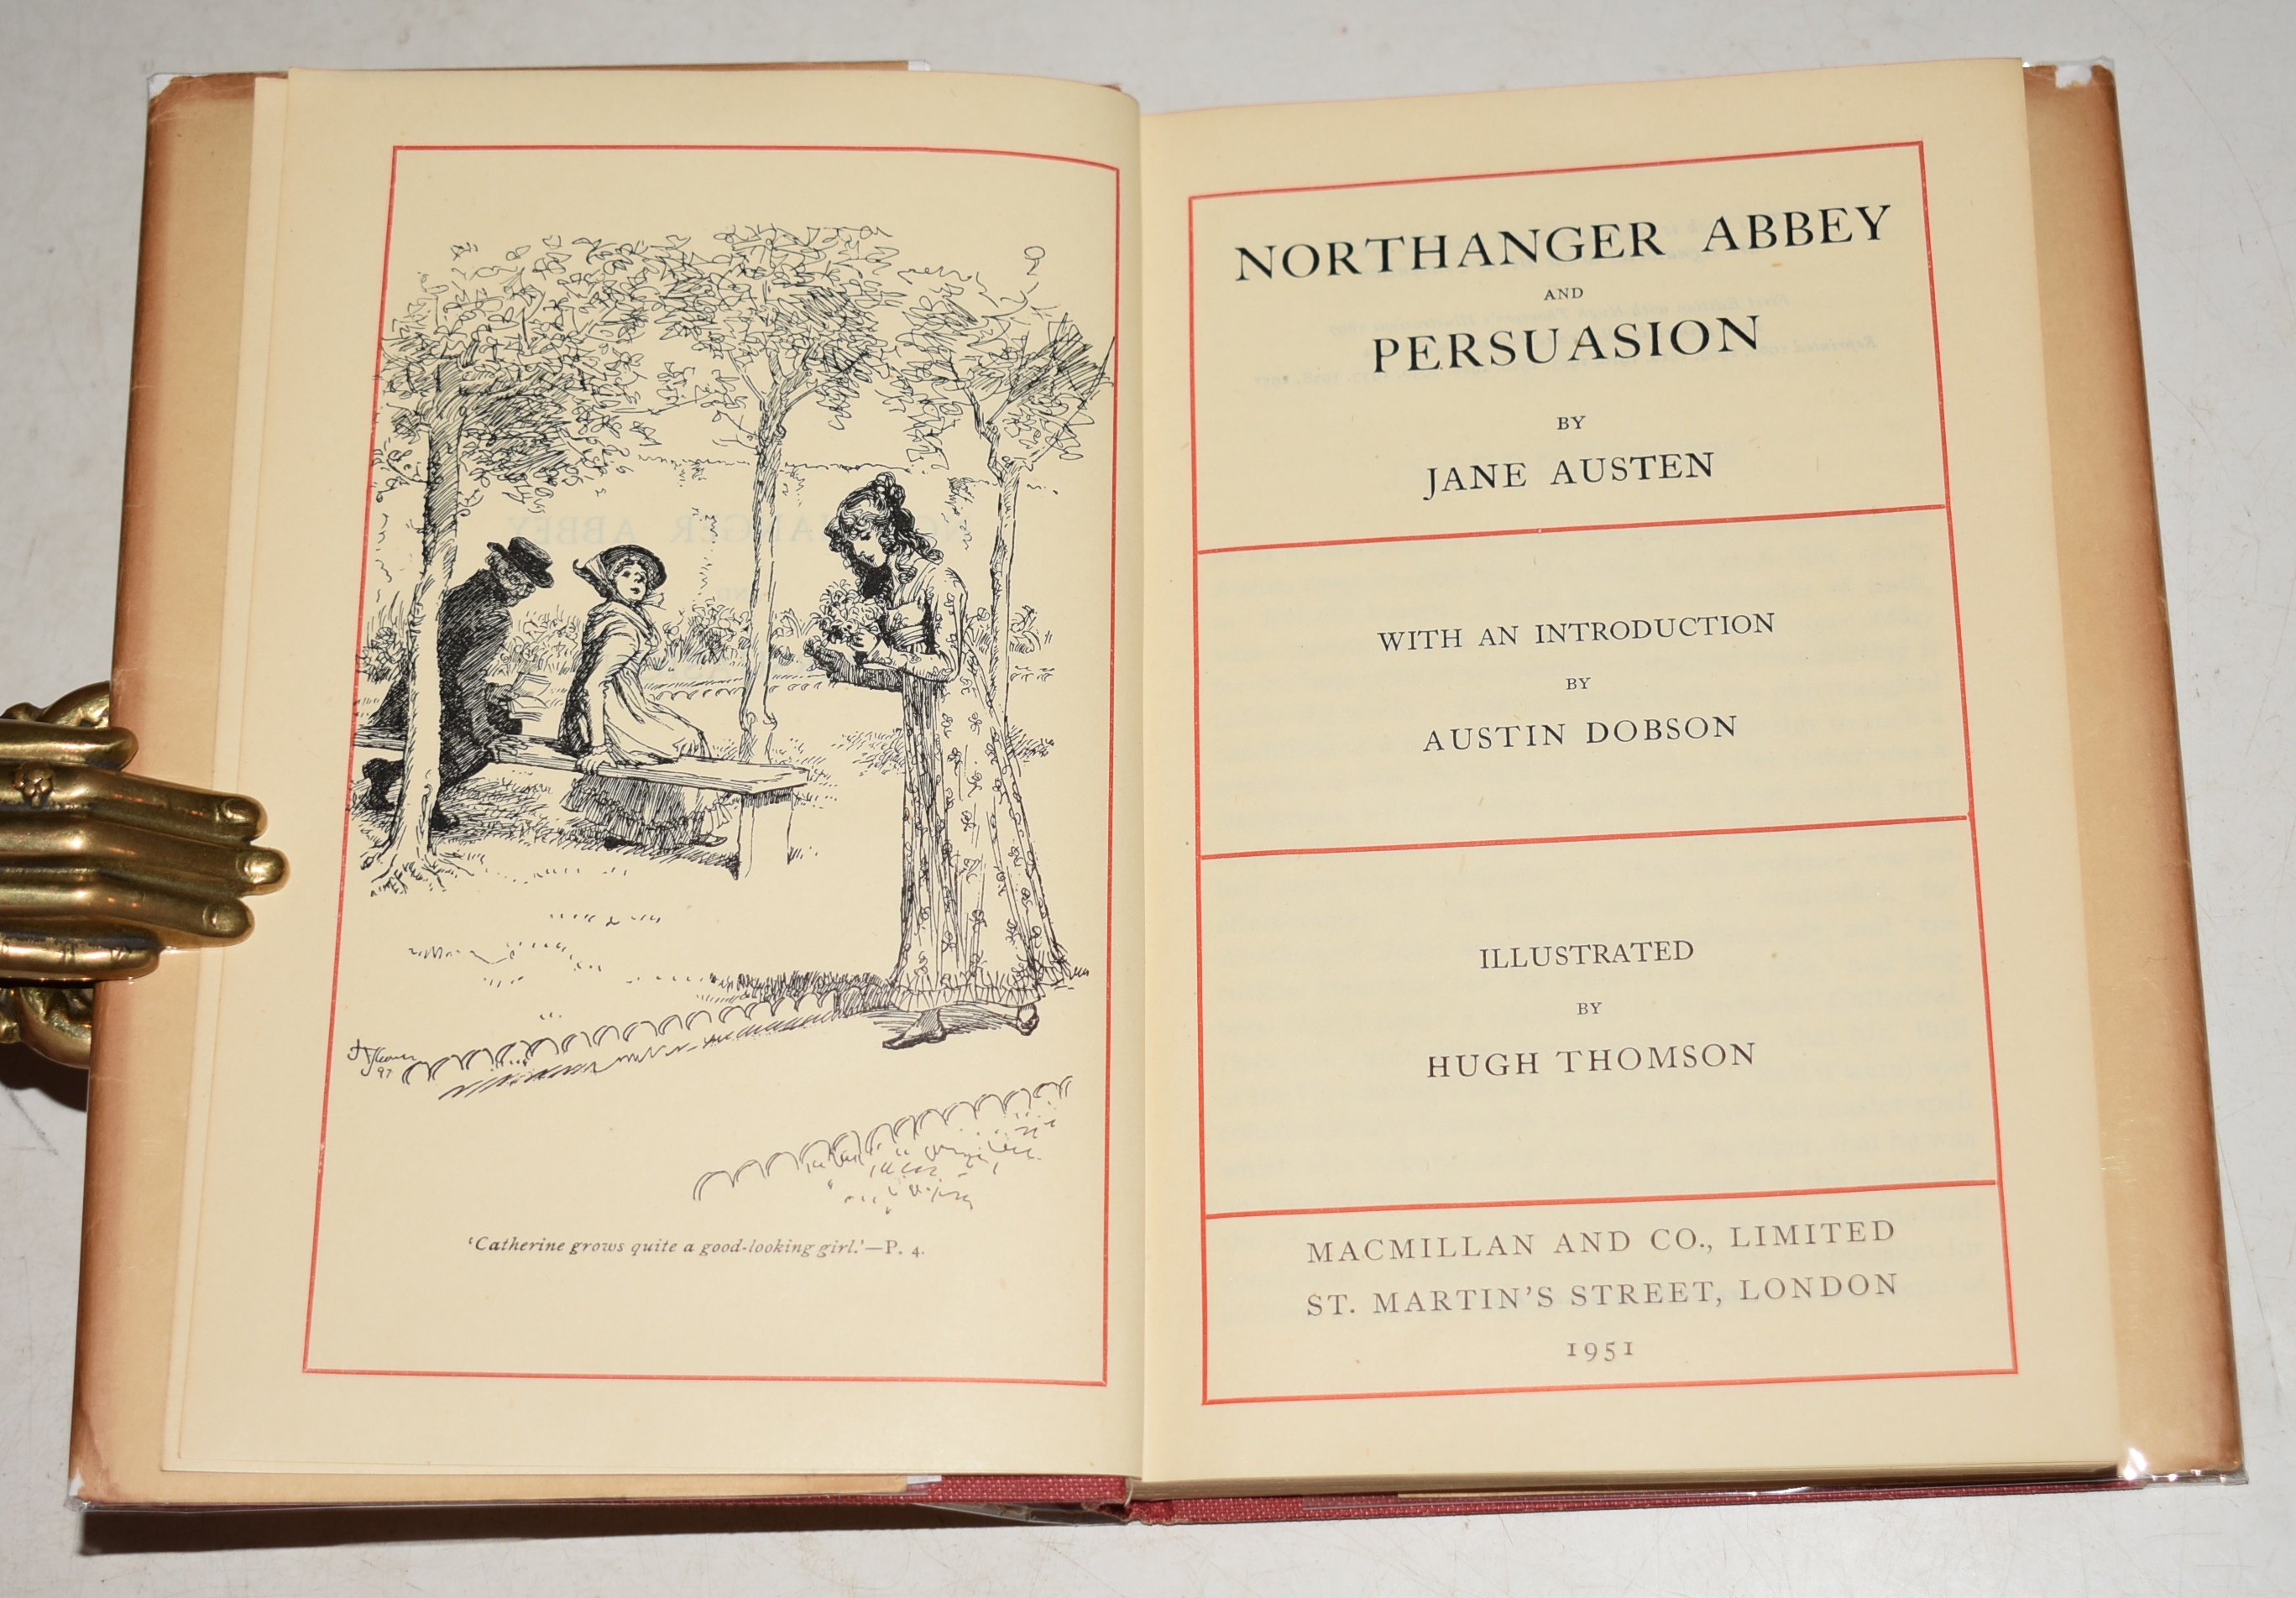 'Catherine grows quite a good-looking girl.'—P. 4.
NORTHANGER ABBEY
AND
PERSUASION
BY
JANE AUSTEN
WITH AN INTRODUCTION
BY
AUSTIN DOBSON
ILLUSTRATED
BY
HUGH THOMSON
MACMILLAN AND CO., LIMITED
ST. MARTIN'S STREET, LONDON
1951